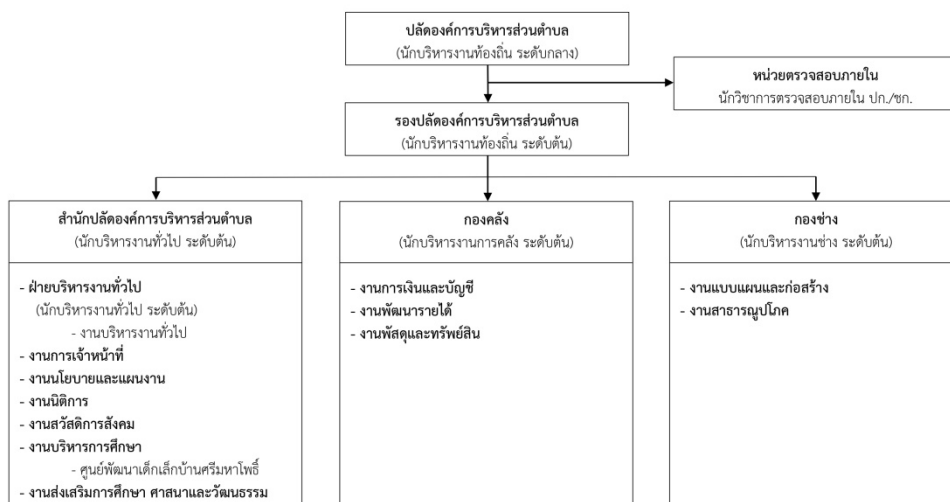 ปลัดองค์การบริหารส่วนตำบล
(นักบริหารงานท้องถิ่น ระดับกลาง)
หน่วยตรวจสอบภายใน
นักวิชาการตรวจสอบภายใน ปก./ชก.
รองปลัดองค์การบริหารส่วนตำบล
(นักบริหารงานท้องถิ่น ระดับต้น)
สำนักปลัดองค์การบริหารส่วนตำบล
(นักบริหารงานทั่วไป ระดับต้น)
- ฝ่ายบริหารงานทั่วไป
(นักบริหารงานทั่วไป ระดับต้น)
- งานบริหารงานทั่วไป
- งานการเจ้าหน้าที่
- งานนโยบายและแผนงาน
- งานนิติการ
- งานสวัสดิการสังคม
- งานบริหารการศึกษา
- ศูนย์พัฒนาเด็กเล็กบ้านศรีมหาโพธิ์
- งานส่งเสริมการศึกษา ศาสนาและวัฒนธรรม
กองคลัง
(นักบริหารงานการคลัง ระดับต้น)
- งานการเงินและบัญชี
- งานพัฒนารายได้
- งานพัสดุและทรัพย์สิน
กองช่าง
(นักบริหารงานช่าง ระดับต้น)
- งานแบบแผนและก่อสร้าง
- งานสาธารณูปโภค